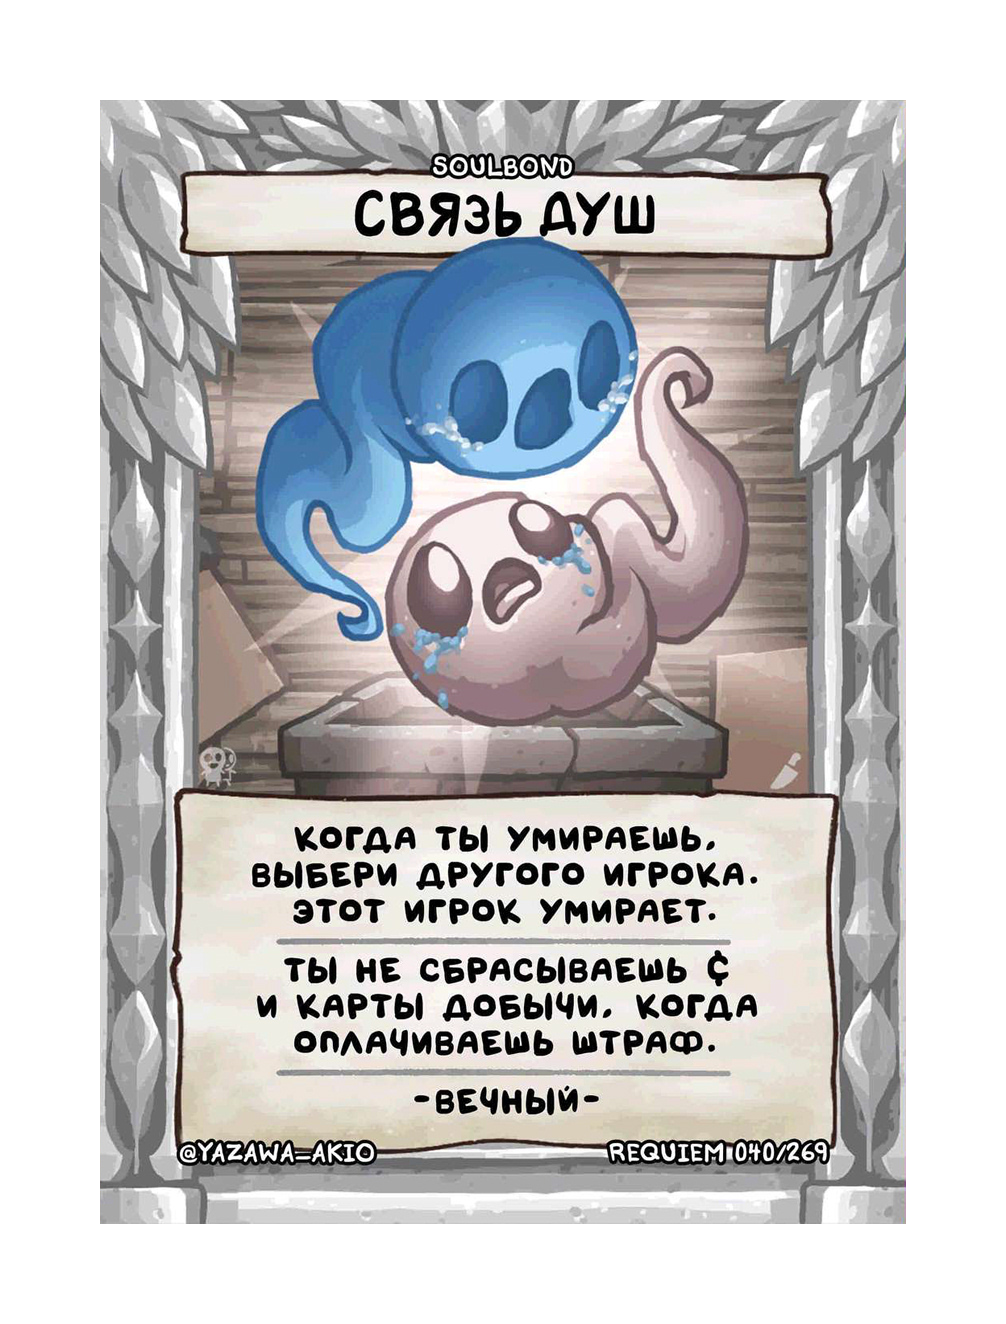 SOULBOND
СВЯЗЬ ДУШ
КОГДА ТЫ УМИРАЕШЬ,
ВЫБЕРИ ДРУГОГО ИГРОКА.
ЭТОТ ИГРОК УМИРАЕТ.
ТЫ НЕ СБРАСЫВАЕШЬ ₵
И КАРТЫ ДОБЫЧИ, КОГДА
ОПЛАЧИВАЕШЬ ШТРАФ.
-ВЕЧНЫЙ-
@YAZAWA_AKIO
REQUIEM 040/269